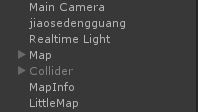 Main Camera
jiaosedengguang
Realtime Light
Map
Collider
MapInfo
LittleMap